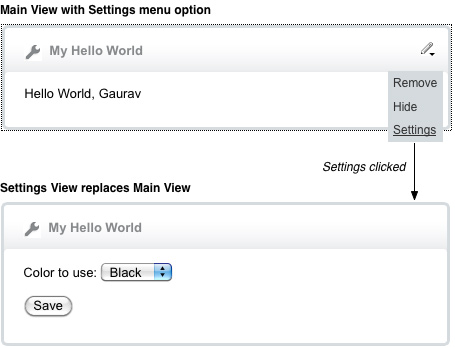 Main View with Settings menu option
My Hello World
Hello World, Gaurav
Remove
Hide
Settings
Settings clicked
Settings View replaces Main View
My Hello World
Color to use: Black
Save